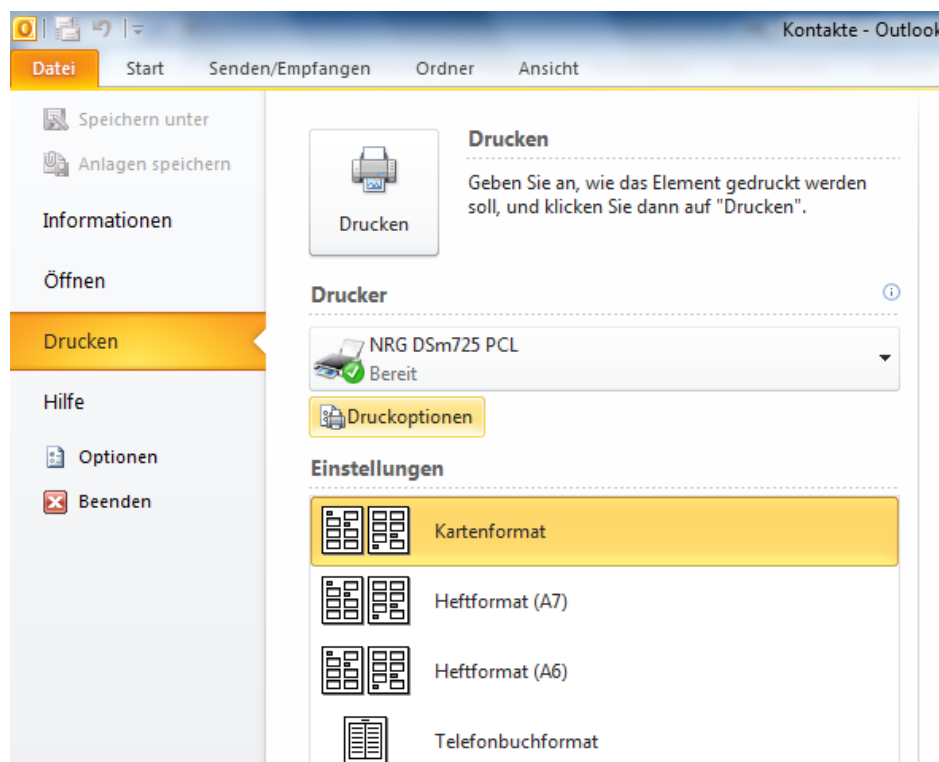 Kontakte - Outlook
Datei Start Senden/Empfangen Ordner Ansicht
Speichern unter
Anlagen speichern
Informationen
Öffnen
Drucken
Hilfe
Optionen
Beenden
Drucken
Drucken
Geben Sie an, wie das Element gedruckt werden
soll, und klicken Sie dann auf "Drucken".
Drucker
NRG DSm725 PCL
Bereit
Druckoptionen
Einstellungen
Kartenformat
Heftformat (A7)
Heftformat (A6)
Telefonbuchformat